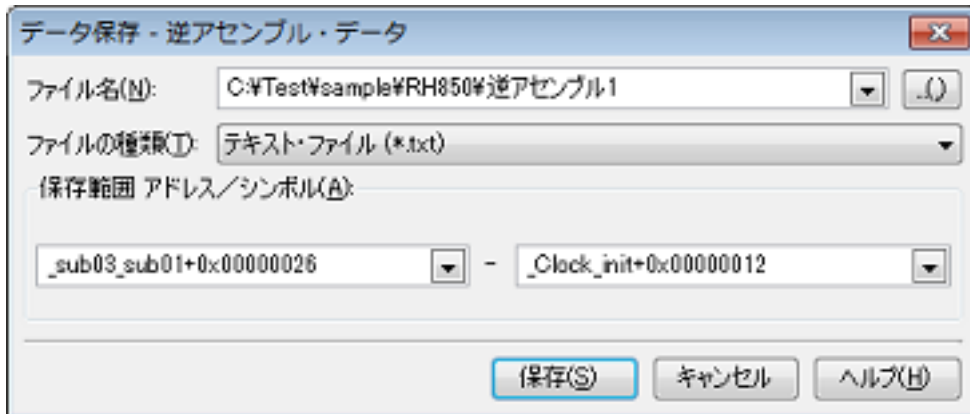 データ保存 - 逆アセンブル・データ
ファイル名(N): C:¥Test¥sample¥RH850¥逆アセンブル1 ...()
ファイルの種類(T): テキスト・ファイル (*.txt)
保存範囲 アドレス／シンボル(A):
_sub03_sub01+0x00000026 - _Clock_init+0x00000012
保存(S) キャンセル ヘルプ(H)